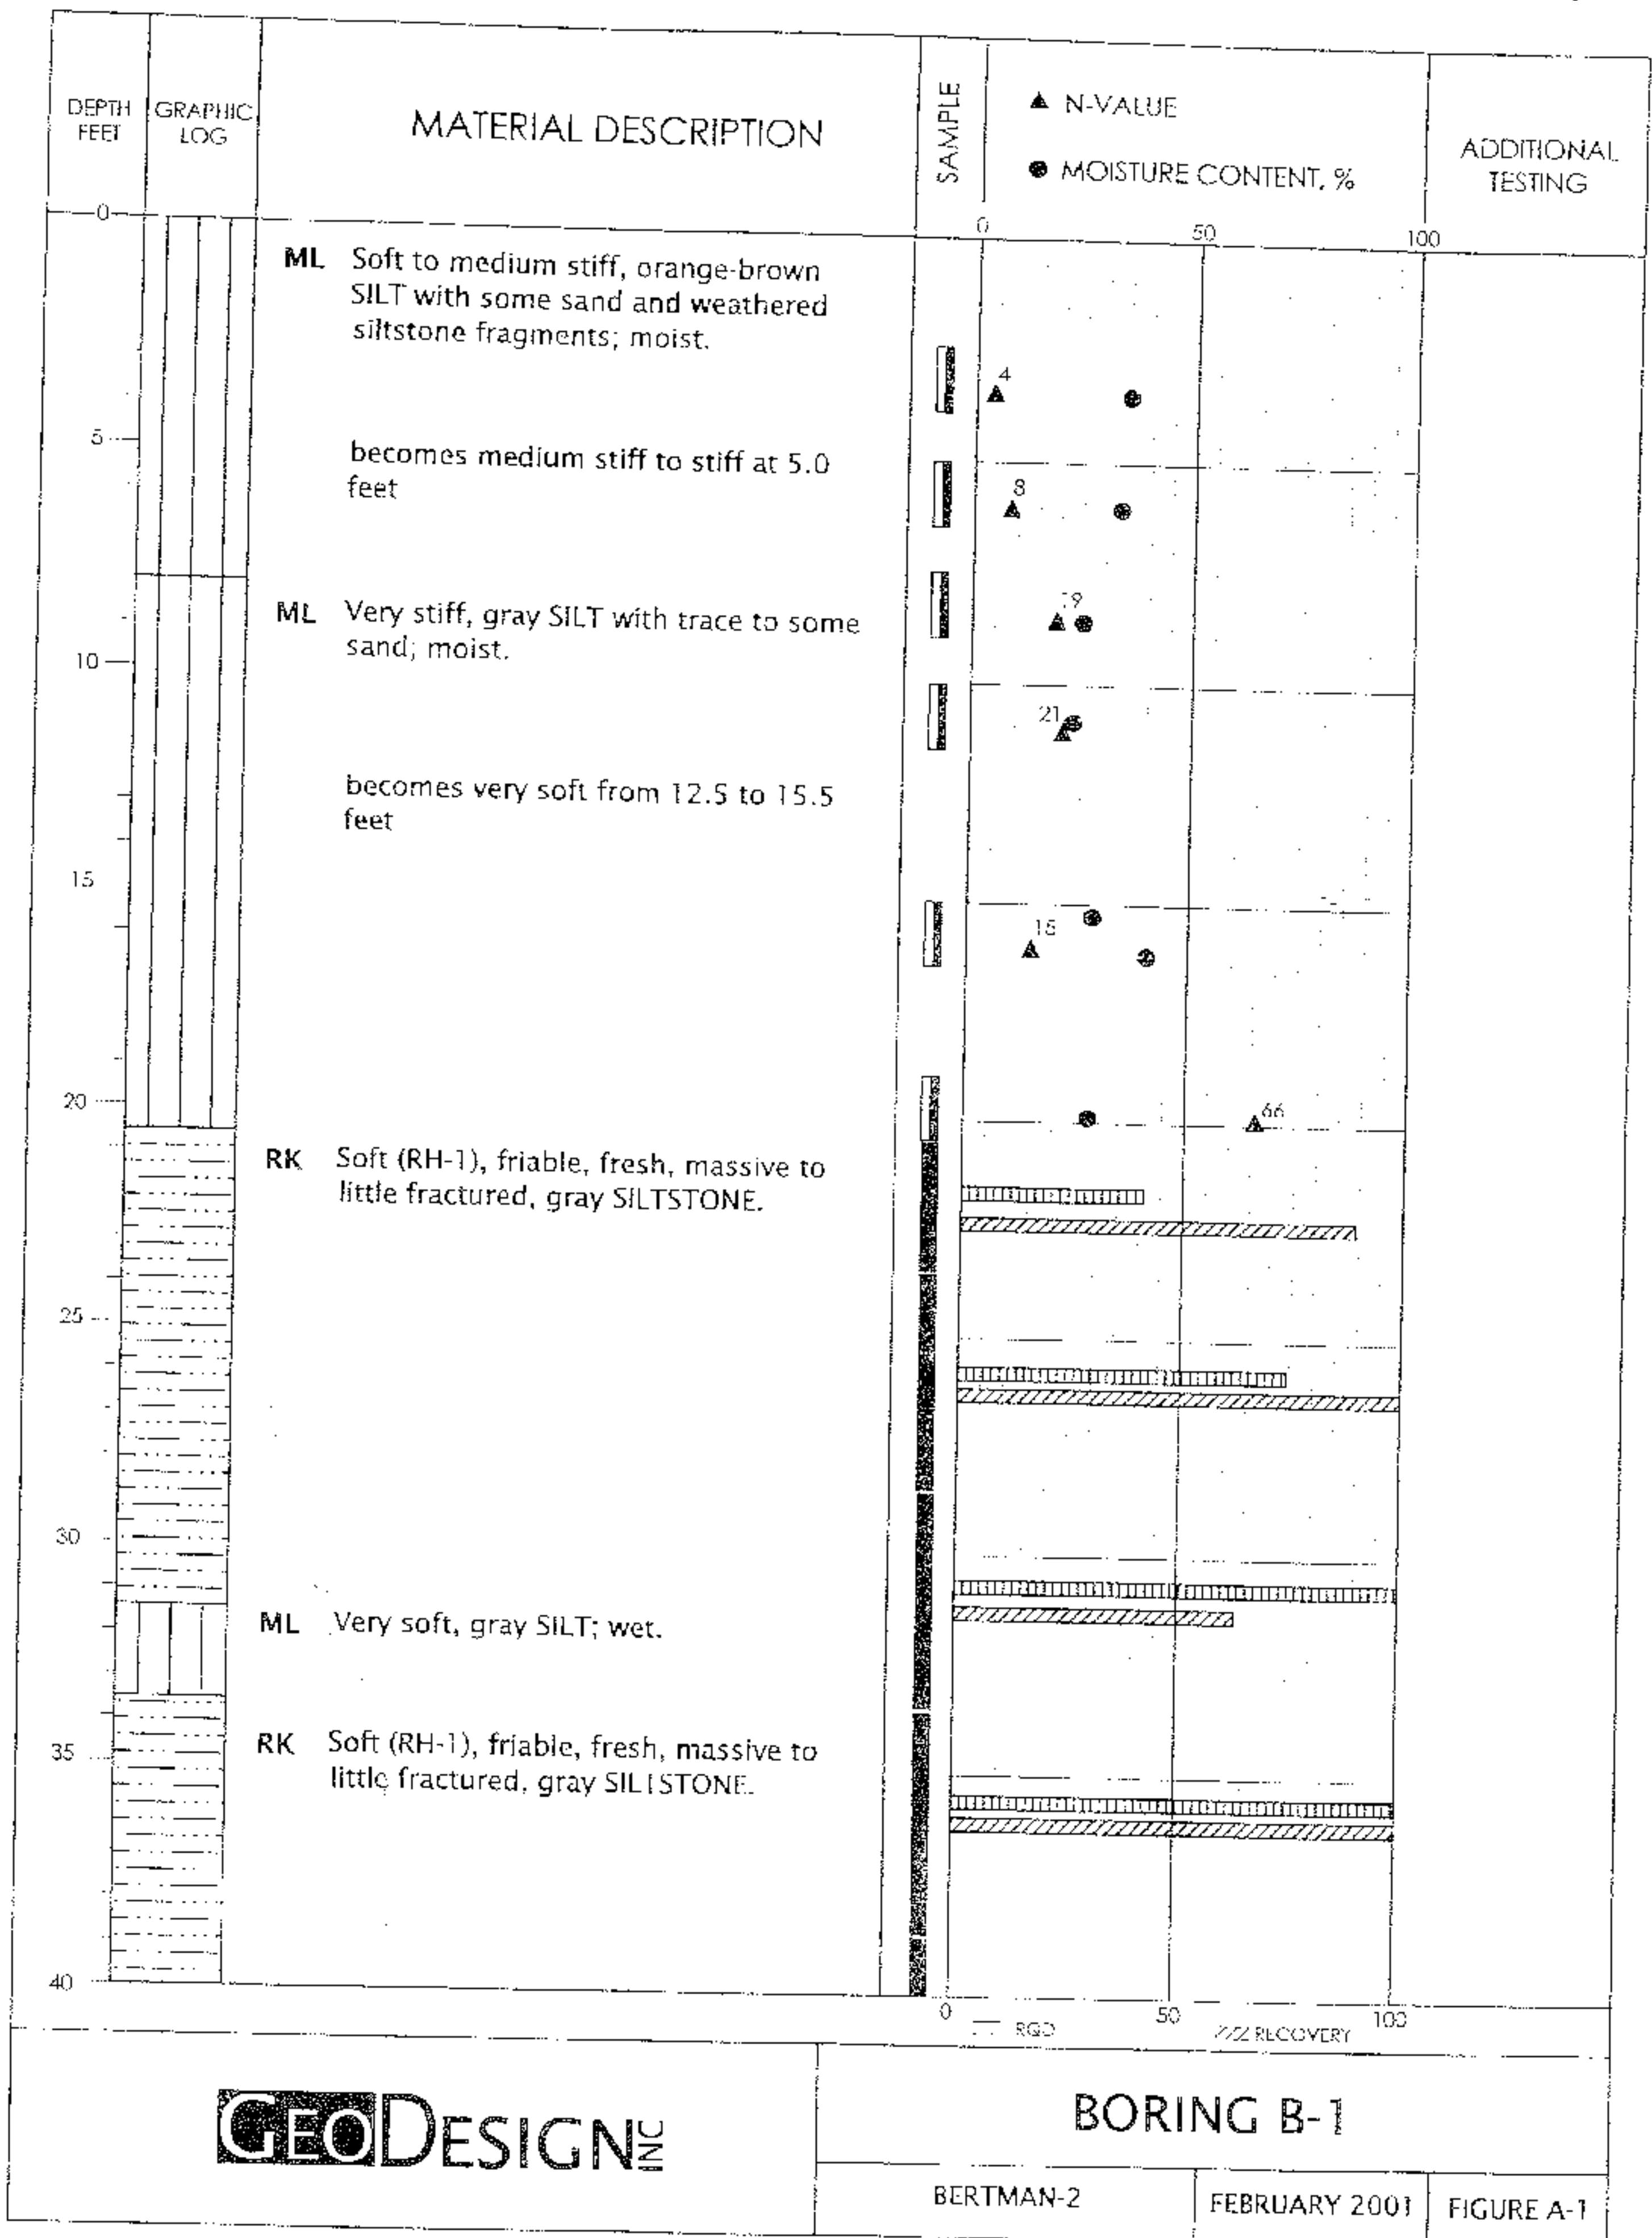 DEPTH
FEET
GRAPHIC
LOG
MATERIAL DESCRIPTION
SAMPLE
▲ N-VALUE
● MOISTURE CONTENT, %
ADDITIONAL
TESTING
0
0 50 100
ML Soft to medium stiff, orange-brown
SILT with some sand and weathered
siltstone fragments; moist.
4
5
becomes medium stiff to stiff at 5.0
feet
8
ML Very stiff, gray SILT with trace to some
sand; moist.
19
10
21
becomes very soft from 12.5 to 15.5
feet
15
20
66
RK Soft (RH-1), friable, fresh, massive to
little fractured, gray SILTSTONE.
25
30
ML Very soft, gray SILT; wet.
35
RK Soft (RH-1), friable, fresh, massive to
little fractured, gray SILTSTONE.
40
0 50 100
RQD RECOVERY
GEODESIGN INC
BORING B-1
BERTMAN-2
FEBRUARY 2001
FIGURE A-1